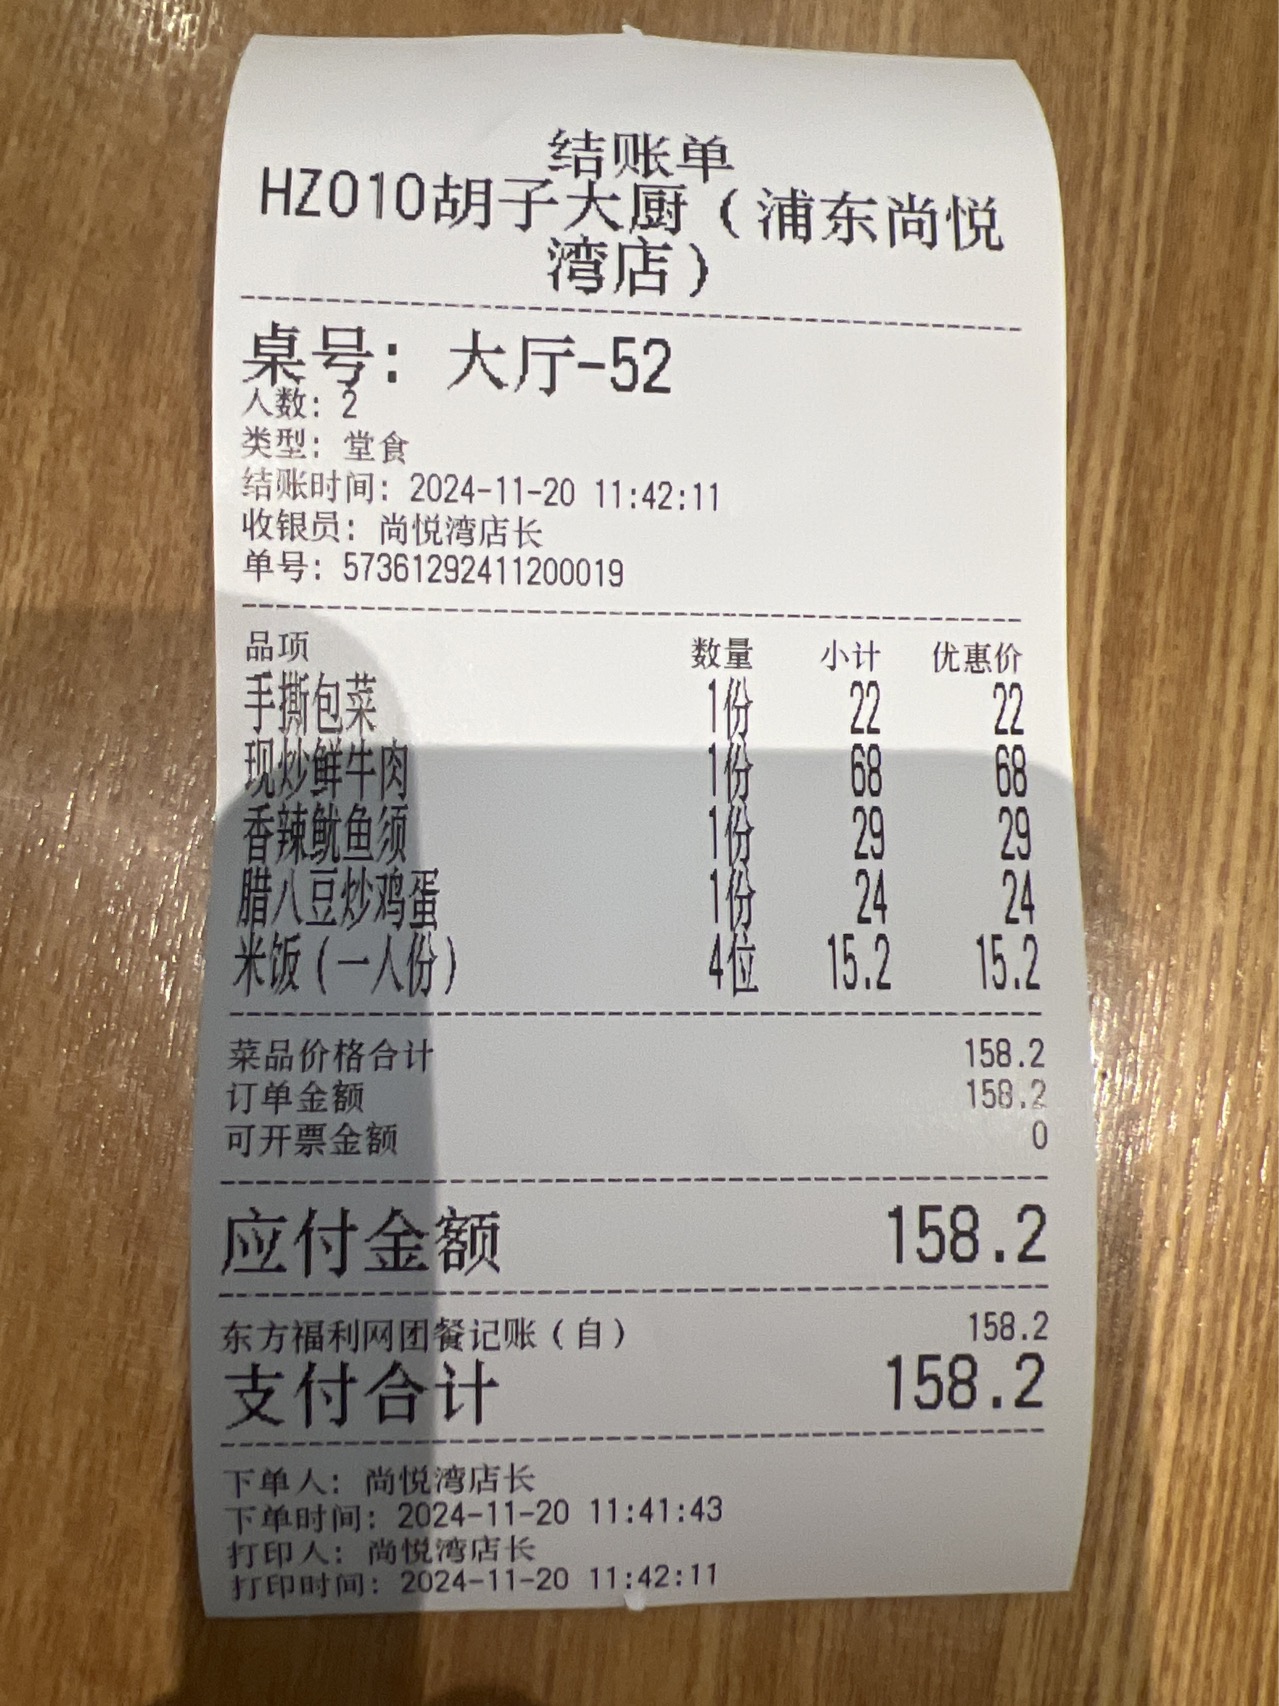 结账单
HZ010胡子大厨（浦东尚悦
湾店）
桌号：大厅-52
人数：2
类型：堂食
结账时间：2024-11-20 11:42:11
收银员：尚悦湾店长
单号：57361292411200019
品项 数量 小计 优惠价
手撕包菜 1份 22 22
现炒鲜牛肉 1份 68 68
香辣鱿鱼须 1份 29 29
腊八豆炒鸡蛋 1份 24 24
米饭（一人份） 4位 15.2 15.2
菜品价格合计 158.2
订单金额 158.2
可开票金额 0
应付金额 158.2
东方福利网团餐记账（自） 158.2
支付合计 158.2
下单人：尚悦湾店长
下单时间：2024-11-20 11:41:43
打印人：尚悦湾店长
打印时间：2024-11-20 11:42:11